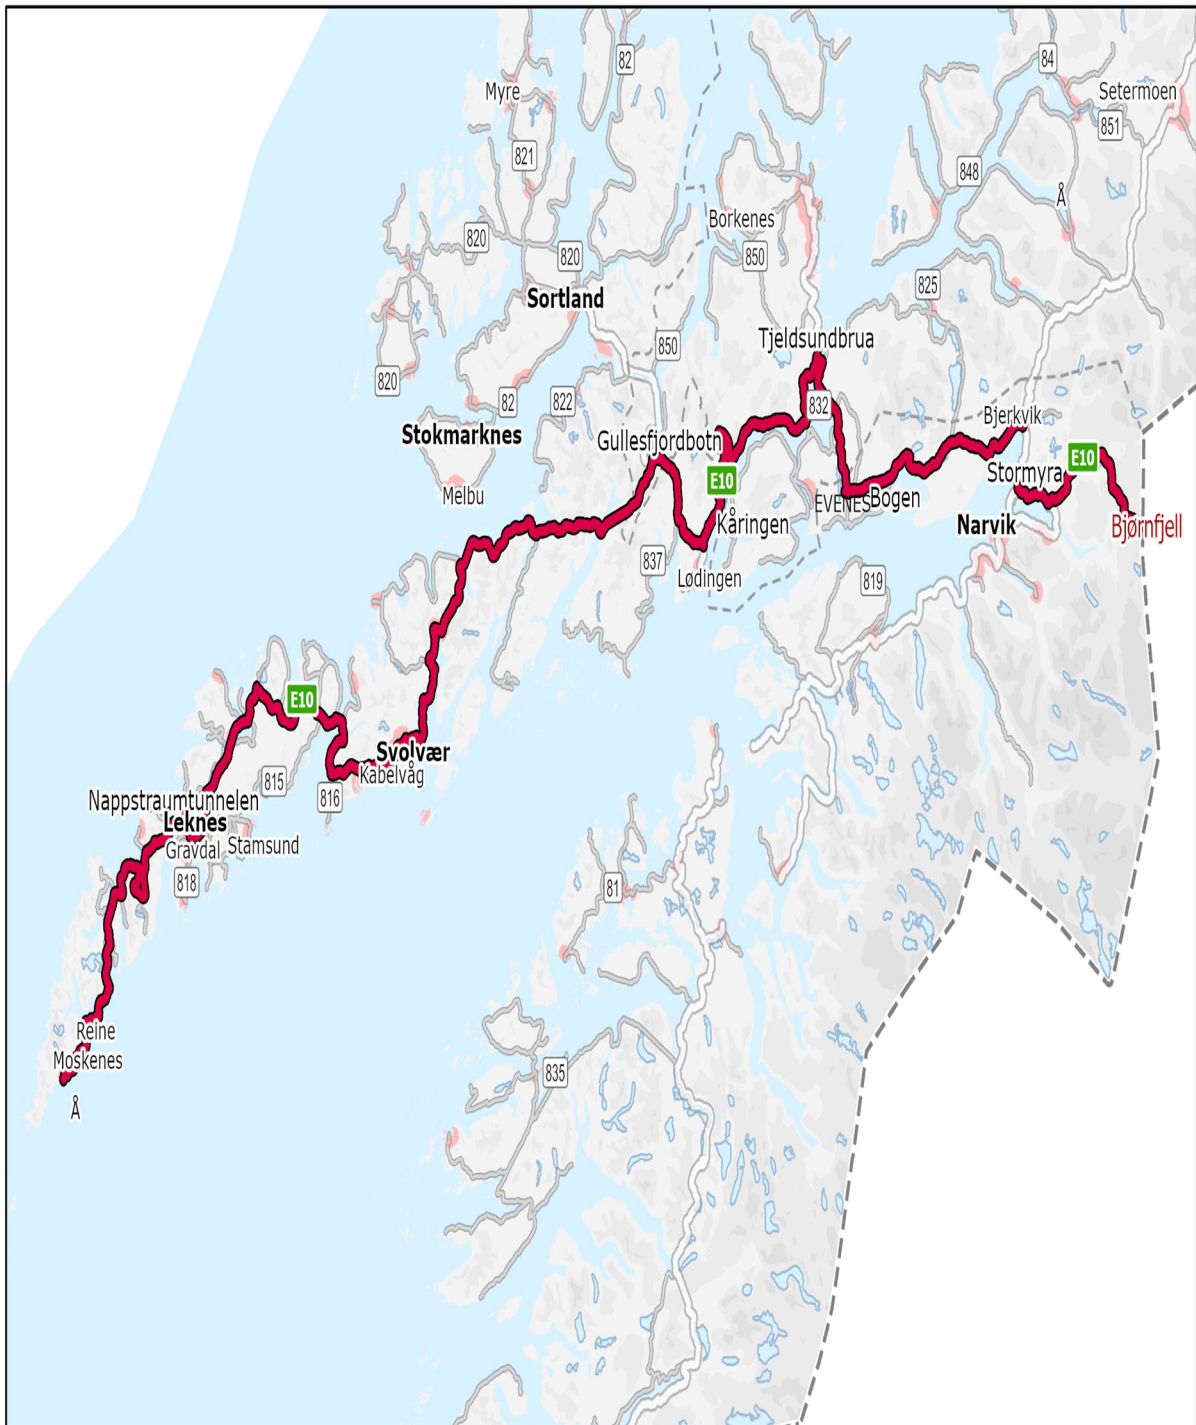 82
84
Myre
Setermoen
851
821
848
Å
Borkenes
820
820
850
825
Sortland
Tjeldsundbrua
850
820
82
822
832
Bjerkvik
Stokmarknes
Gullesfjordbotn
E10
Stormyra
E10
Melbu
EVENES
Bogen
Kåringen
Narvik
Bjørnfjell
837
Lødingen
819
E10
Svolvær
Kabelvåg
815
816
Nappstraumtunnelen
Leknes
Gravdal
Stamsund
818
81
Reine
Moskenes
835
Å